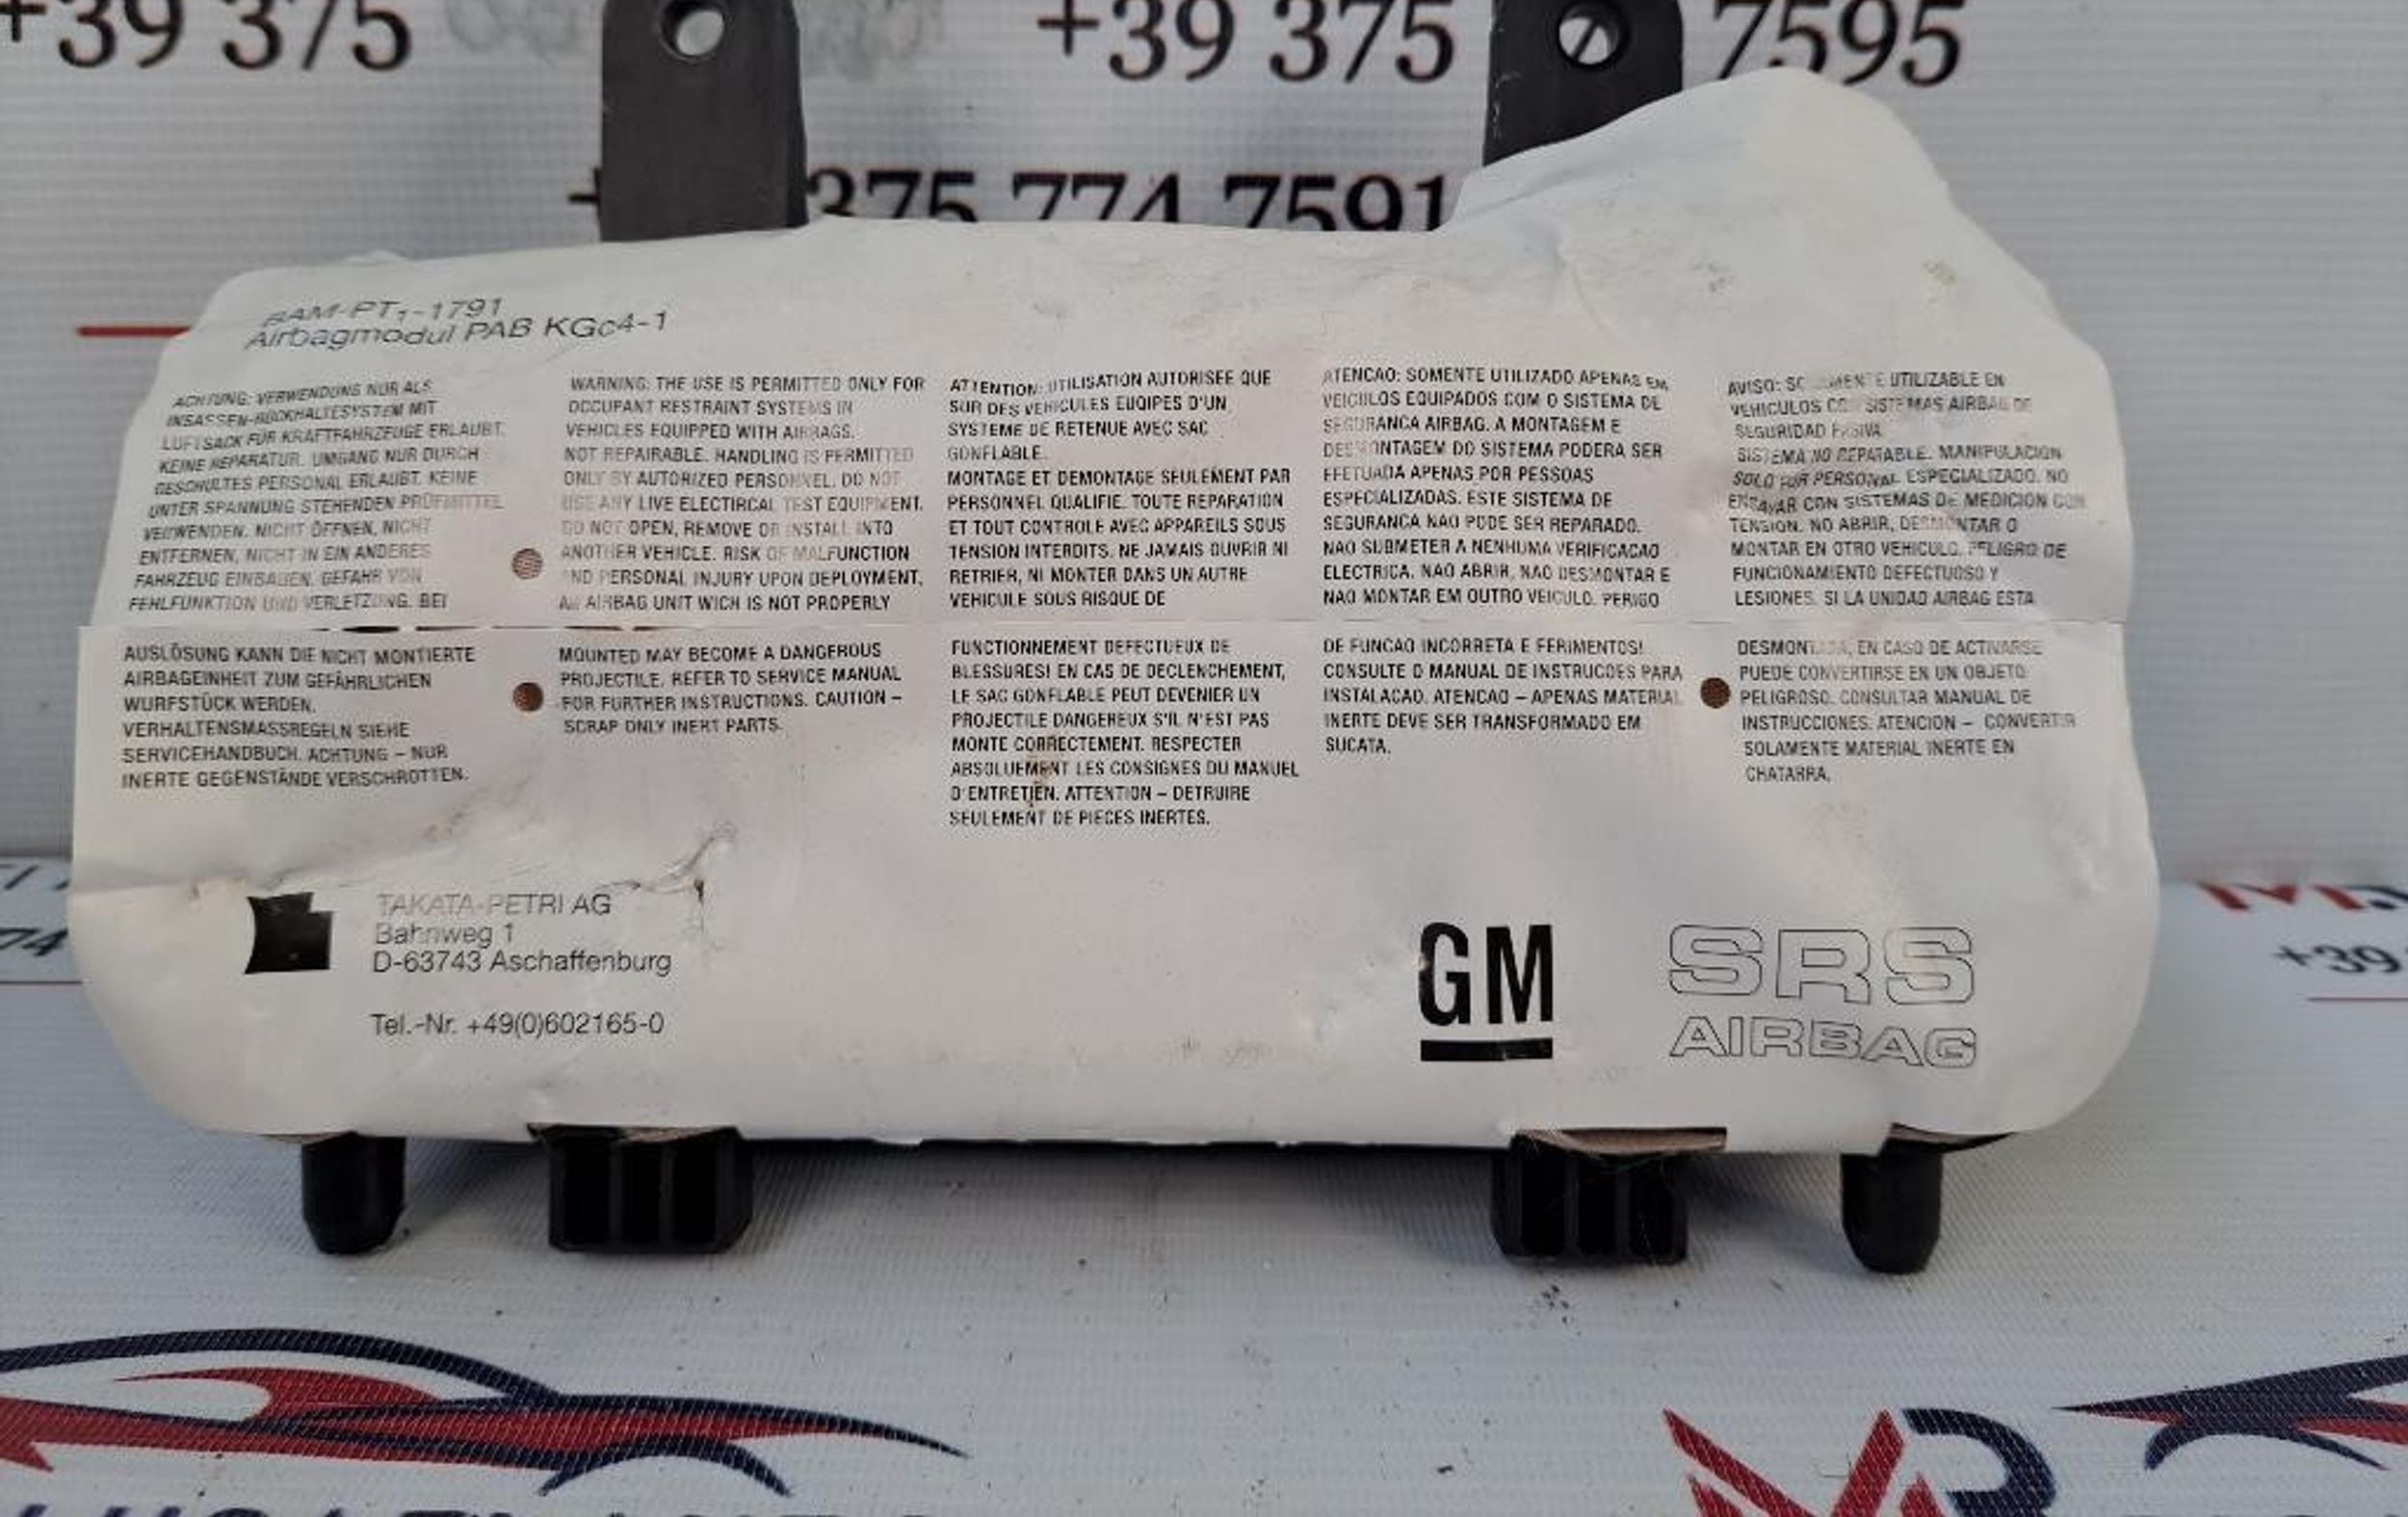 +39 375
+39 375 7595
375 774 7591
BAM-PT1-1791
Airbagmodul PAB KGc4-1
ACHTUNG: VERWENDUNG NUR ALS
INSASSEN-RÜCKHALTESYSTEM MIT
LUFTSACK FÜR KRAFTFAHRZEUGE ERLAUBT.
KEINE REPARATUR. UMGANG NUR DURCH
GESCHULTES PERSONAL ERLAUBT. KEINE
UNTER SPANNUNG STEHENDEN PRÜFMITTEL
VERWENDEN. NICHT ÖFFNEN, NICHT
ENTFERNEN, NICHT IN EIN ANDERES
FAHRZEUG EINBAUEN. GEFAHR VON
FEHLFUNKTION UND VERLETZUNG. BEI
AUSLÖSUNG KANN DIE NICHT MONTIERTE
AIRBAGEINHEIT ZUM GEFÄHRLICHEN
WURFSTÜCK WERDEN.
VERHALTENSMASSREGELN SIEHE
SERVICEHANDBUCH. ACHTUNG – NUR
INERTE GEGENSTÄNDE VERSCHROTTEN.
WARNING: THE USE IS PERMITTED ONLY FOR
OCCUPANT RESTRAINT SYSTEMS IN
VEHICLES EQUIPPED WITH AIRBAGS.
NOT REPAIRABLE. HANDLING IS PERMITTED
ONLY BY AUTORIZED PERSONNEL. DO NOT
USE ANY LIVE ELECTIRCAL TEST EQUIPMENT.
DO NOT OPEN, REMOVE OR INSTALL INTO
ANOTHER VEHICLE. RISK OF MALFUNCTION
AND PERSONAL INJURY UPON DEPLOYMENT,
AN AIRBAG UNIT WICH IS NOT PROPERLY
MOUNTED MAY BECOME A DANGEROUS
PROJECTILE. REFER TO SERVICE MANUAL
FOR FURTHER INSTRUCTIONS. CAUTION –
SCRAP ONLY INERT PARTS.
ATTENTION: UTILISATION AUTORISEE QUE
SUR DES VEHICULES EUQIPES D'UN
SYSTEME DE RETENUE AVEC SAC
GONFLABLE.
MONTAGE ET DEMONTAGE SEULEMENT PAR
PERSONNEL QUALIFIE. TOUTE REPARATION
ET TOUT CONTROLE AVEC APPAREILS SOUS
TENSION INTERDITS. NE JAMAIS OUVRIR NI
RETRIER, NI MONTER DANS UN AUTRE
VEHICULE SOUS RISQUE DE
FUNCTIONNEMENT DEFECTUEUX DE
BLESSURES! EN CAS DE DECLENCHEMENT,
LE SAC GONFLABLE PEUT DEVENIER UN
PROJECTILE DANGEREUX S'IL N'EST PAS
MONTE CORRECTEMENT. RESPECTER
ABSOLUEMENT LES CONSIGNES DU MANUEL
D'ENTRETIEN. ATTENTION – DETRUIRE
SEULEMENT DE PIECES INERTES.
ATENCAO: SOMENTE UTILIZADO APENAS EM
VEICULOS EQUIPADOS COM O SISTEMA DE
SEGURANCA AIRBAG. A MONTAGEM E
DESMONTAGEM DO SISTEMA PODERA SER
EFETUADA APENAS POR PESSOAS
ESPECIALIZADAS. ESTE SISTEMA DE
SEGURANCA NAO PODE SER REPARADO.
NAO SUBMETER A NENHUMA VERIFICACAO
ELECTRICA. NAO ABRIR, NAO DESMONTAR E
NAO MONTAR EM OUTRO VEICULO. PERIGO
DE FUNCAO INCORRETA E FERIMENTOS!
CONSULTE O MANUAL DE INSTRUCOES PARA
INSTALACAO. ATENCAO – APENAS MATERIAL
INERTE DEVE SER TRANSFORMADO EM
SUCATA.
AVISO: SOLAMENTE UTILIZABLE EN
VEHICULOS CON SISTEMAS AIRBAG DE
SEGURIDAD PASIVA.
SISTEMA NO REPARABLE. MANIPULACION
SOLO POR PERSONAL ESPECIALIZADO. NO
ENSAYAR CON SISTEMAS DE MEDICION CON
TENSION. NO ABRIR, DESMONTAR O
MONTAR EN OTRO VEHICULO. PELIGRO DE
FUNCIONAMIENTO DEFECTUOSO Y
LESIONES. SI LA UNIDAD AIRBAG ESTA
DESMONTADA, EN CASO DE ACTIVARSE
PUEDE CONVERTIRSE EN UN OBJETO
PELIGROSO. CONSULTAR MANUAL DE
INSTRUCCIONES. ATENCION – CONVERTIR
SOLAMENTE MATERIAL INERTE EN
CHATARRA.
TAKATA-PETRI AG
Bahnweg 1
D-63743 Aschaffenburg
Tel.-Nr. +49(0)602165-0
GM
SRS
AIRBAG
+39
MR